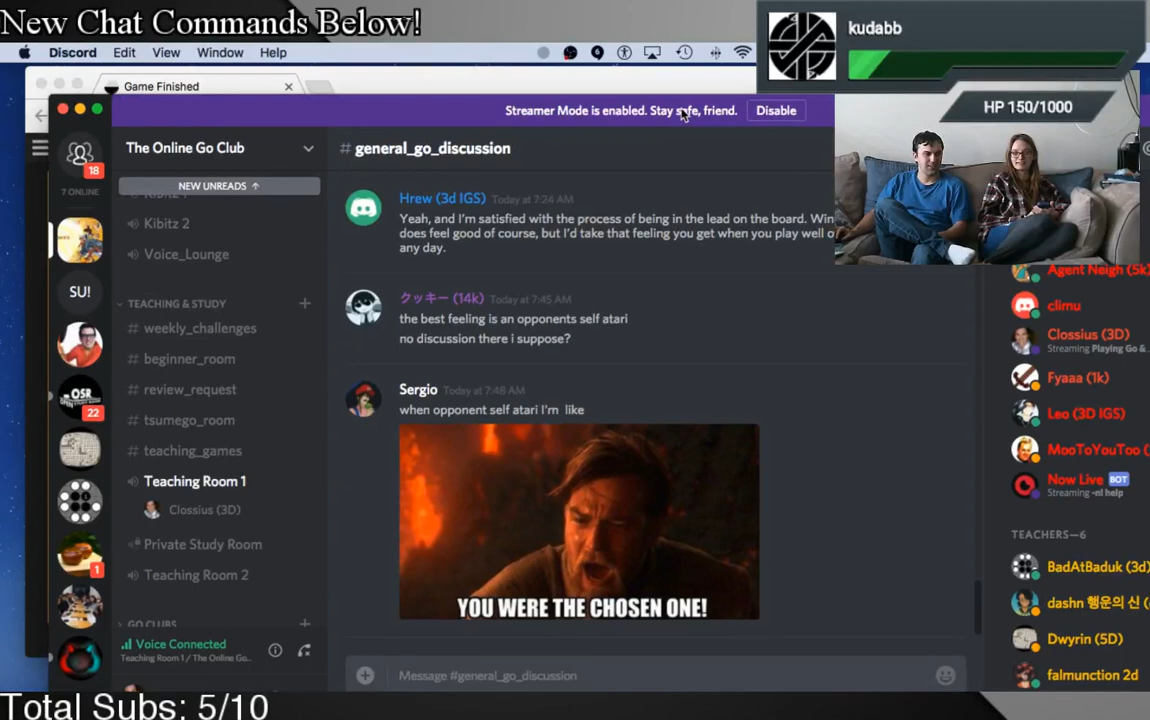 New Chat Commands Below!
kudabb
HP 150/1000
Discord Edit View Window Help
Game Finished
Streamer Mode is enabled. Stay safe, friend. Disable
18
7 ONLINE
SU!
OSR
22
1
The Online Go Club
NEW UNREADS ↑
Kibitz 2
Voice_Lounge
TEACHING & STUDY
# weekly_challenges
# beginner_room
# review_request
# tsumego_room
# teaching_games
Teaching Room 1
Clossius (3D)
Private Study Room
Teaching Room 2
GO CLUBS
Voice Connected
Teaching Room 1 / The Online Go...
# general_go_discussion
Hrew (3d IGS) Today at 7:24 AM
Yeah, and I'm satisfied with the process of being in the lead on the board. Win
does feel good of course, but I'd take that feeling you get when you play well o
any day.
クッキー (14k) Today at 7:45 AM
the best feeling is an opponents self atari
no discussion there i suppose?
Sergio Today at 7:48 AM
when opponent self atari I'm like
YOU WERE THE CHOSEN ONE!
Message #general_go_discussion
Agent Neigh (5k)
climu
Clossius (3D)
Streaming Playing Go &
Fyaaa (1k)
Leo (3D IGS)
MooToYouToo (
Now Live BOT
Streaming -nl help
TEACHERS—6
BadAtBaduk (3d)
dashn 행운의 신 (
Dwyrin (5D)
falmunction 2d
Total Subs: 5/10